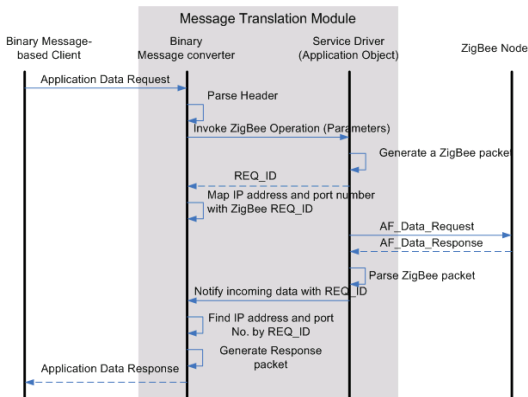 Message Translation Module
Binary Message-
based Client
Binary
Message converter
Service Driver
(Application Object)
ZigBee Node
Application Data Request
Parse Header
Invoke ZigBee Operation (Parameters)
Generate a ZigBee packet
REQ_ID
Map IP address and port number
with ZigBee REQ_ID
AF_Data_Request
AF_Data_Response
Parse ZigBee packet
Notify incoming data with REQ_ID
Find IP address and port
No. by REQ_ID
Generate Response
packet
Application Data Response